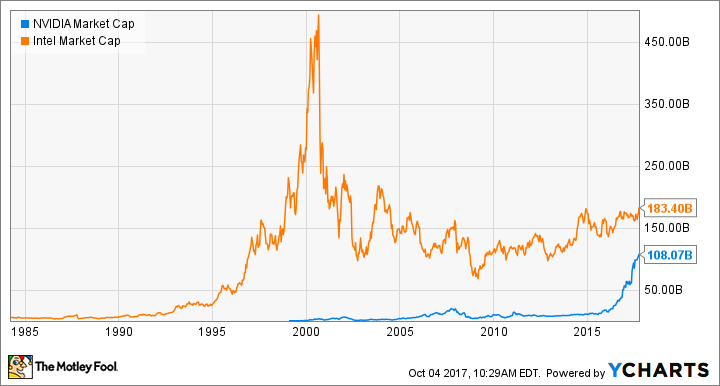 NVIDIA Market Cap
Intel Market Cap
450.00B
350.00B
250.00B
183.40B
150.00B
108.07B
50.00B
1985 1990 1995 2000 2005 2010 2015
The Motley Fool.
Oct 04 2017, 10:29AM EDT. Powered by YCHARTS